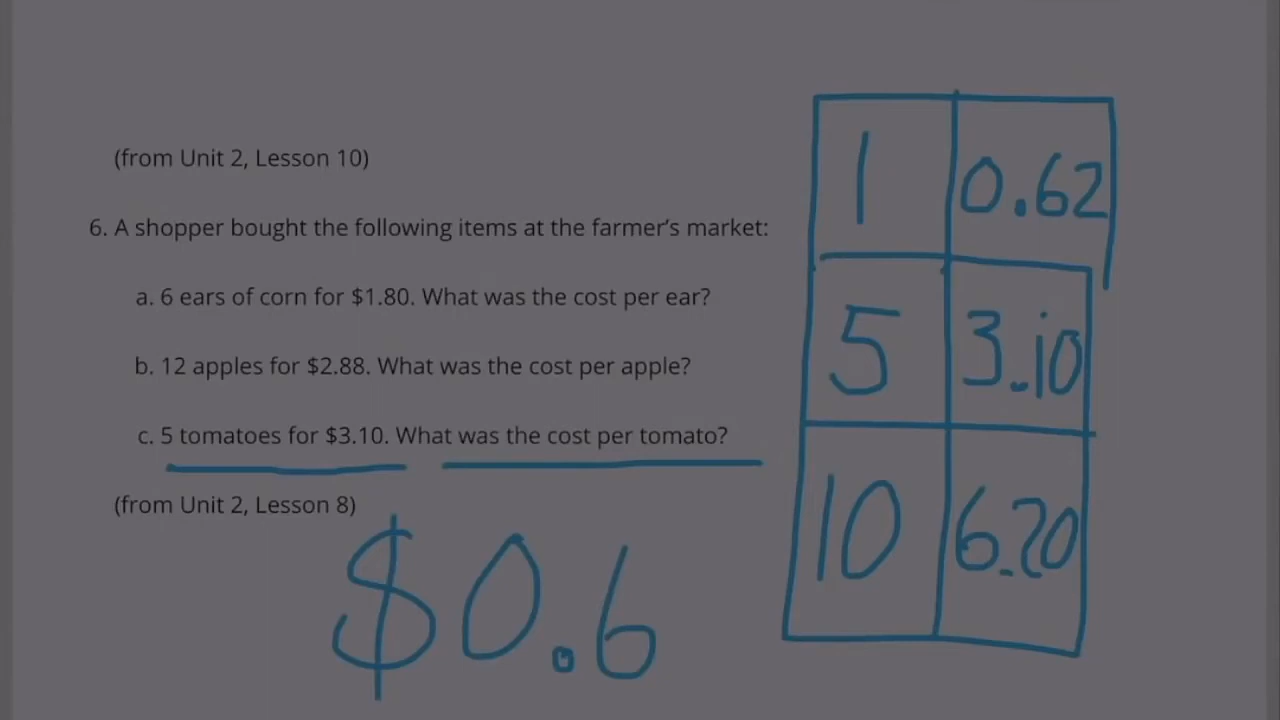 (from Unit 2, Lesson 10)
6. A shopper bought the following items at the farmer's market:
a. 6 ears of corn for $1.80. What was the cost per ear?
b. 12 apples for $2.88. What was the cost per apple?
c. 5 tomatoes for $3.10. What was the cost per tomato?
(from Unit 2, Lesson 8)
$0.6
1 0.62
5 3.10
10 6.20